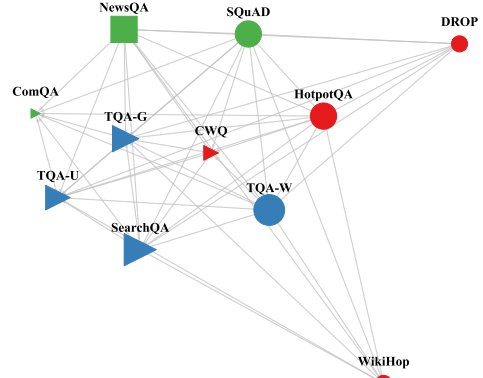 NewsQA
SQuAD
DROP
ComQA
HotpotQA
TQA-G
CWQ
TQA-U
TQA-W
SearchQA
WikiHop